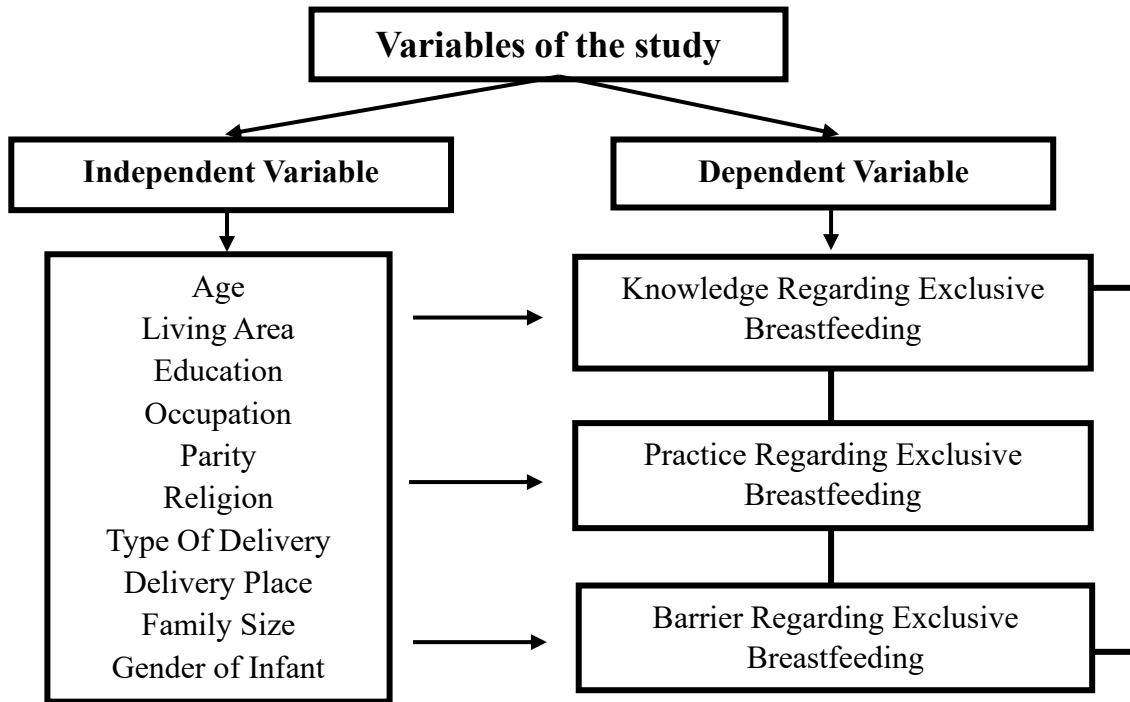 Variables of the study
Independent Variable
Dependent Variable
Age
Living Area
Education
Occupation
Parity
Religion
Type Of Delivery
Delivery Place
Family Size
Gender of Infant
Knowledge Regarding Exclusive
Breastfeeding
Practice Regarding Exclusive
Breastfeeding
Barrier Regarding Exclusive
Breastfeeding